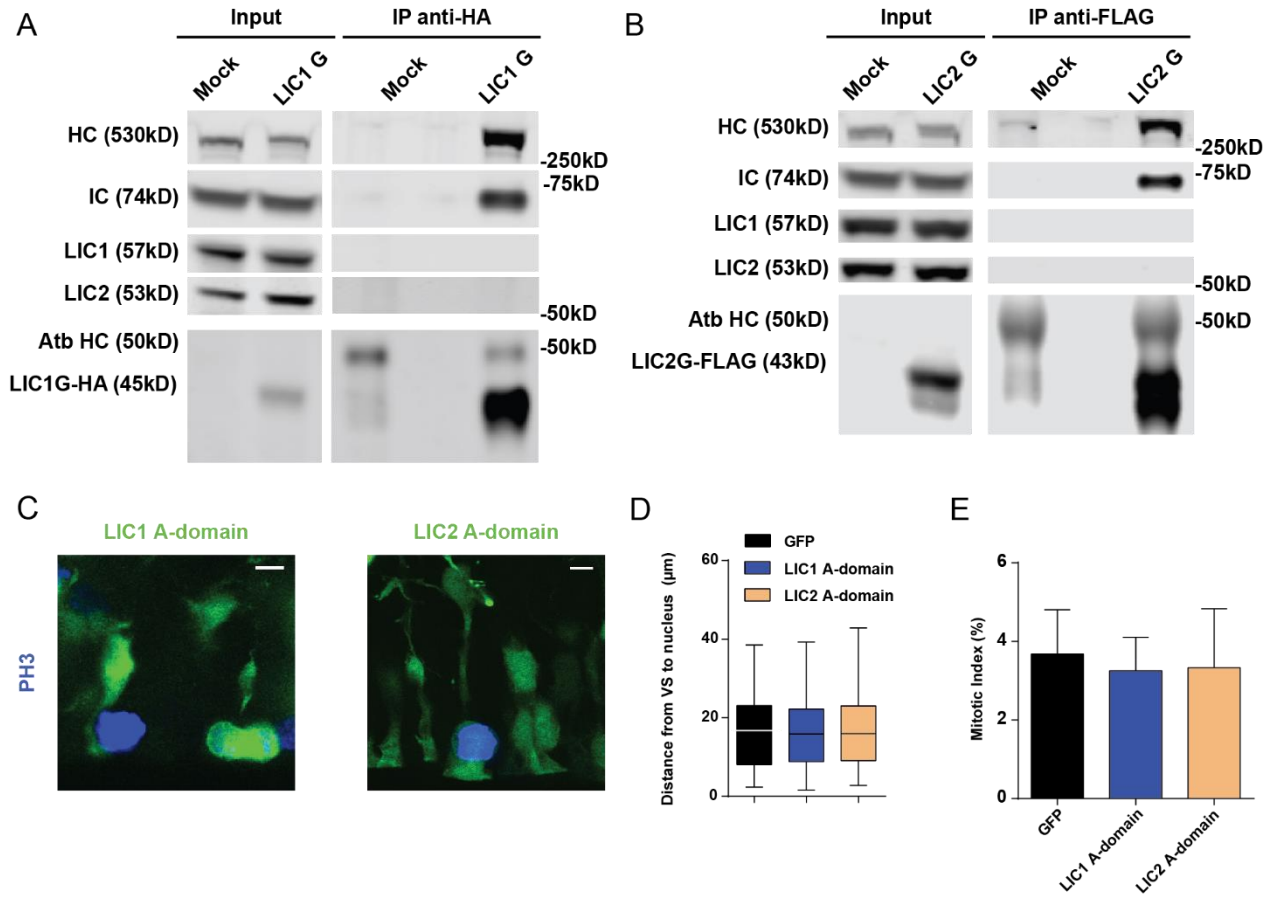 A
Input
IP anti-HA
Mock
LIC1 G
Mock
LIC1 G
HC (530kD)
-250kD
-75kD
IC (74kD)
LIC1 (57kD)
LIC2 (53kD)
-50kD
Atb HC (50kD)
-50kD
LIC1G-HA (45kD)
B
Input
IP anti-FLAG
Mock
LIC2 G
Mock
LIC2 G
HC (530kD)
-250kD
-75kD
IC (74kD)
LIC1 (57kD)
LIC2 (53kD)
-50kD
Atb HC (50kD)
-50kD
LIC2G-FLAG (43kD)
C
LIC1 A-domain
LIC2 A-domain
PH3
D
GFP
LIC1 A-domain
LIC2 A-domain
Distance from VS to nucleus (µm)
60
40
20
0
E
Mitotic Index (%)
6
4
2
0
GFP
LIC1 A-domain
LIC2 A-domain